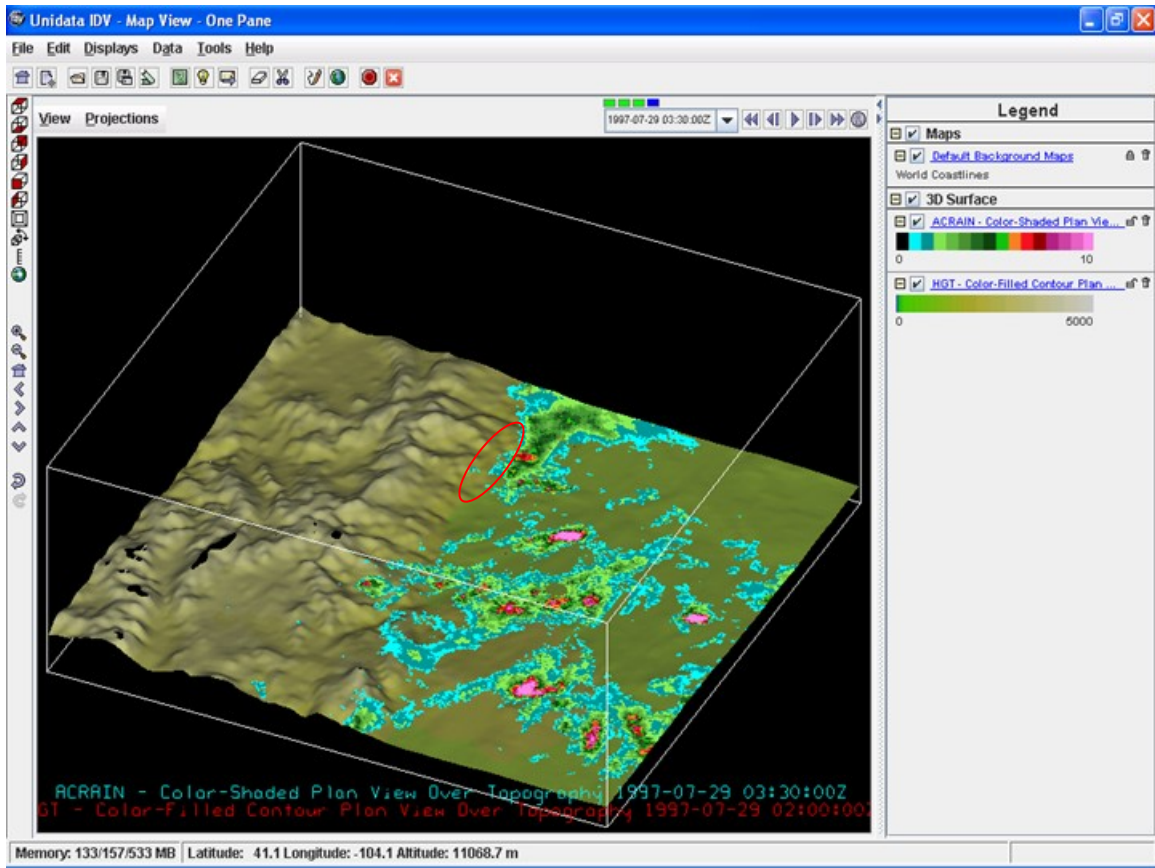 Unidata IDV - Map View - One Pane
File Edit Displays Data Tools Help
View Projections
1997-07-29 03:30:00Z
Legend
Maps
Default Background Maps
World Coastlines
3D Surface
ACRAIN - Color-Shaded Plan Vie...
0 10
HGT - Color-Filled Contour Plan ...
0 5000
ACRAIN - Color-Shaded Plan View Over Topography 1997-07-29 03:30:00Z
GT - Color-Filled Contour Plan View Over Topography 1997-07-29 02:00:00Z
Memory: 133/157/533 MB Latitude: 41.1 Longitude: -104.1 Altitude: 11068.7 m